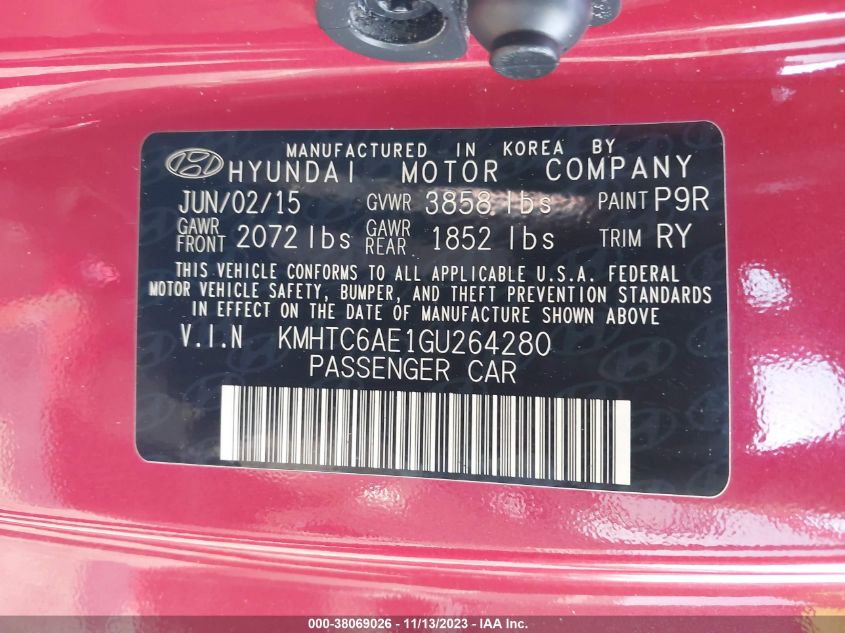 MANUFACTURED IN KOREA BY
HYUNDAI MOTOR COMPANY
JUN/02/15 GVWR 3858 lbs PAINT P9R
GAWR FRONT 2072 lbs GAWR REAR 1852 lbs TRIM RY
THIS VEHICLE CONFORMS TO ALL APPLICABLE U.S.A. FEDERAL
MOTOR VEHICLE SAFETY, BUMPER, AND THEFT PREVENTION STANDARDS
IN EFFECT ON THE DATE OF MANUFACTURE SHOWN ABOVE
V.I.N KMHTC6AE1GU264280
PASSENGER CAR
000-38069026 - 11/13/2023 - IAA Inc.